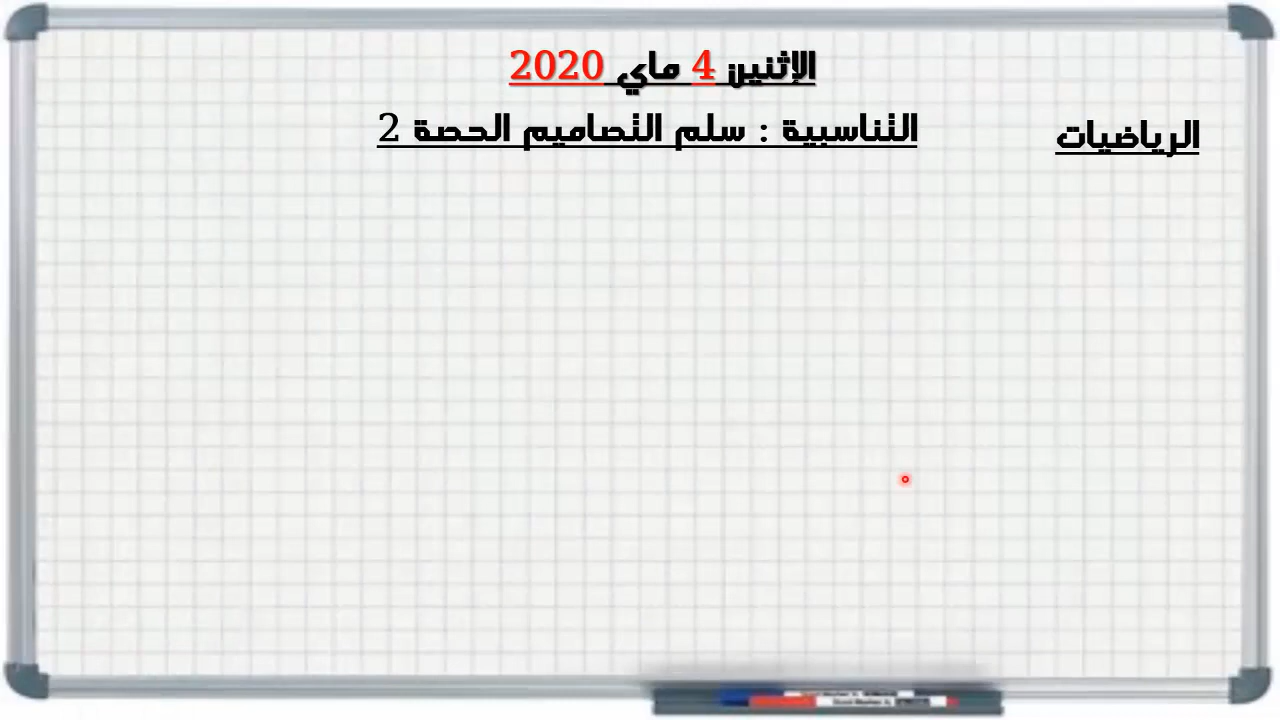 الإثنين 4 ماي 2020
الرياضيات
التناسبية : سلم التصاميم الحصة 2